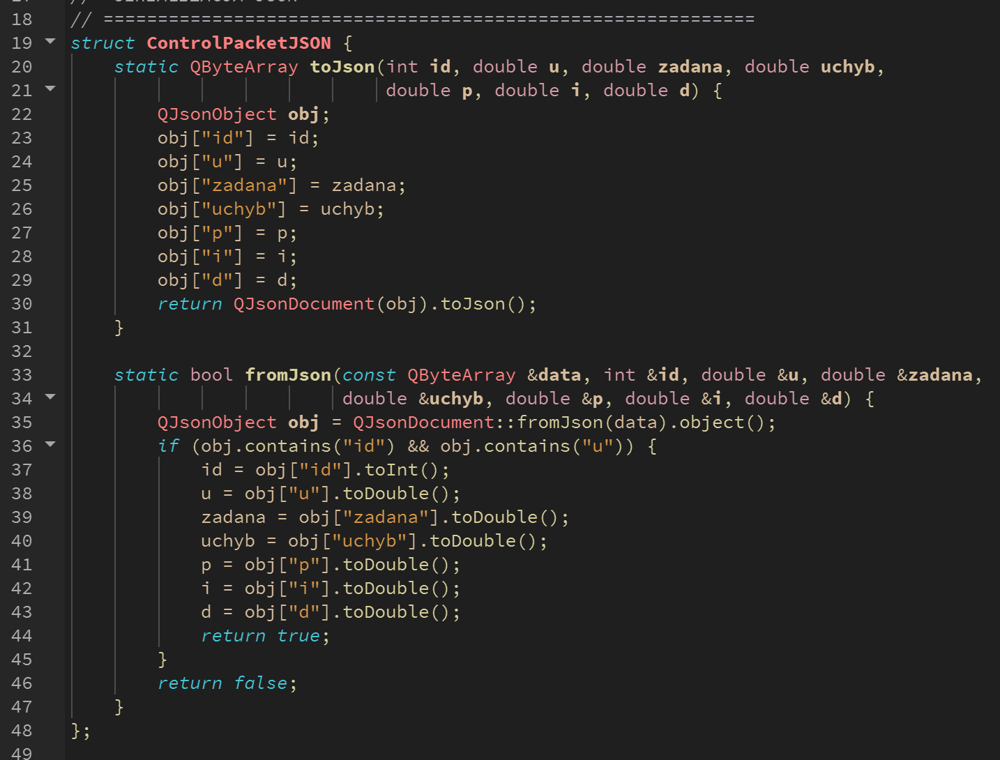 18 // ============================================================
19 struct ControlPacketJSON {
20 static QByteArray toJson(int id, double u, double zadana, double uchyb,
21 double p, double i, double d) {
22 QJsonObject obj;
23 obj["id"] = id;
24 obj["u"] = u;
25 obj["zadana"] = zadana;
26 obj["uchyb"] = uchyb;
27 obj["p"] = p;
28 obj["i"] = i;
29 obj["d"] = d;
30 return QJsonDocument(obj).toJson();
31 }
32
33 static bool fromJson(const QByteArray &data, int &id, double &u, double &zadana,
34 double &uchyb, double &p, double &i, double &d) {
35 QJsonObject obj = QJsonDocument::fromJson(data).object();
36 if (obj.contains("id") && obj.contains("u")) {
37 id = obj["id"].toInt();
38 u = obj["u"].toDouble();
39 zadana = obj["zadana"].toDouble();
40 uchyb = obj["uchyb"].toDouble();
41 p = obj["p"].toDouble();
42 i = obj["i"].toDouble();
43 d = obj["d"].toDouble();
44 return true;
45 }
46 return false;
47 }
48 };
49